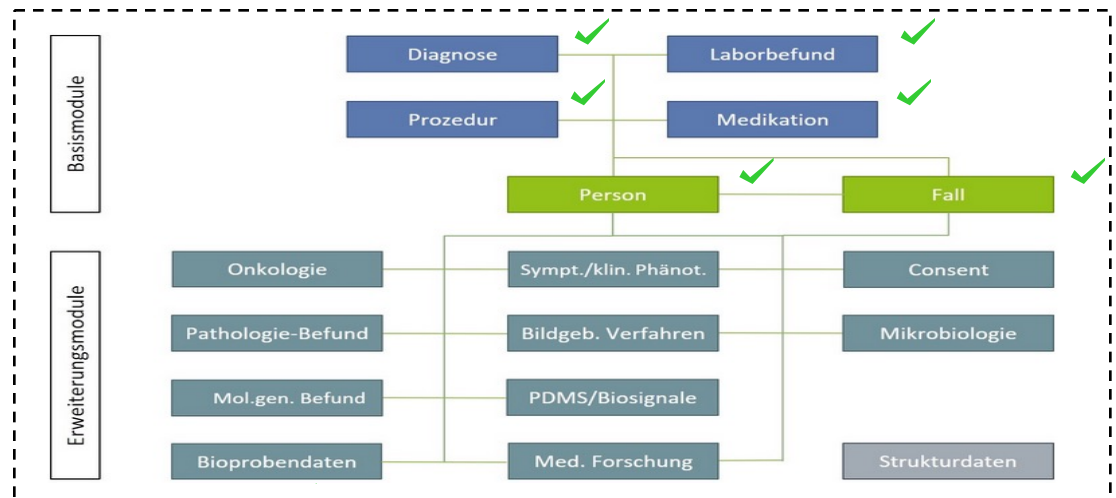 Basismodule
Diagnose
Laborbefund
Prozedur
Medikation
Person
Fall
Erweiterungsmodule
Onkologie
Sympt./klin. Phänot.
Consent
Pathologie-Befund
Bildgeb. Verfahren
Mikrobiologie
Mol.gen. Befund
PDMS/Biosignale
Bioprobendaten
Med. Forschung
Strukturdaten